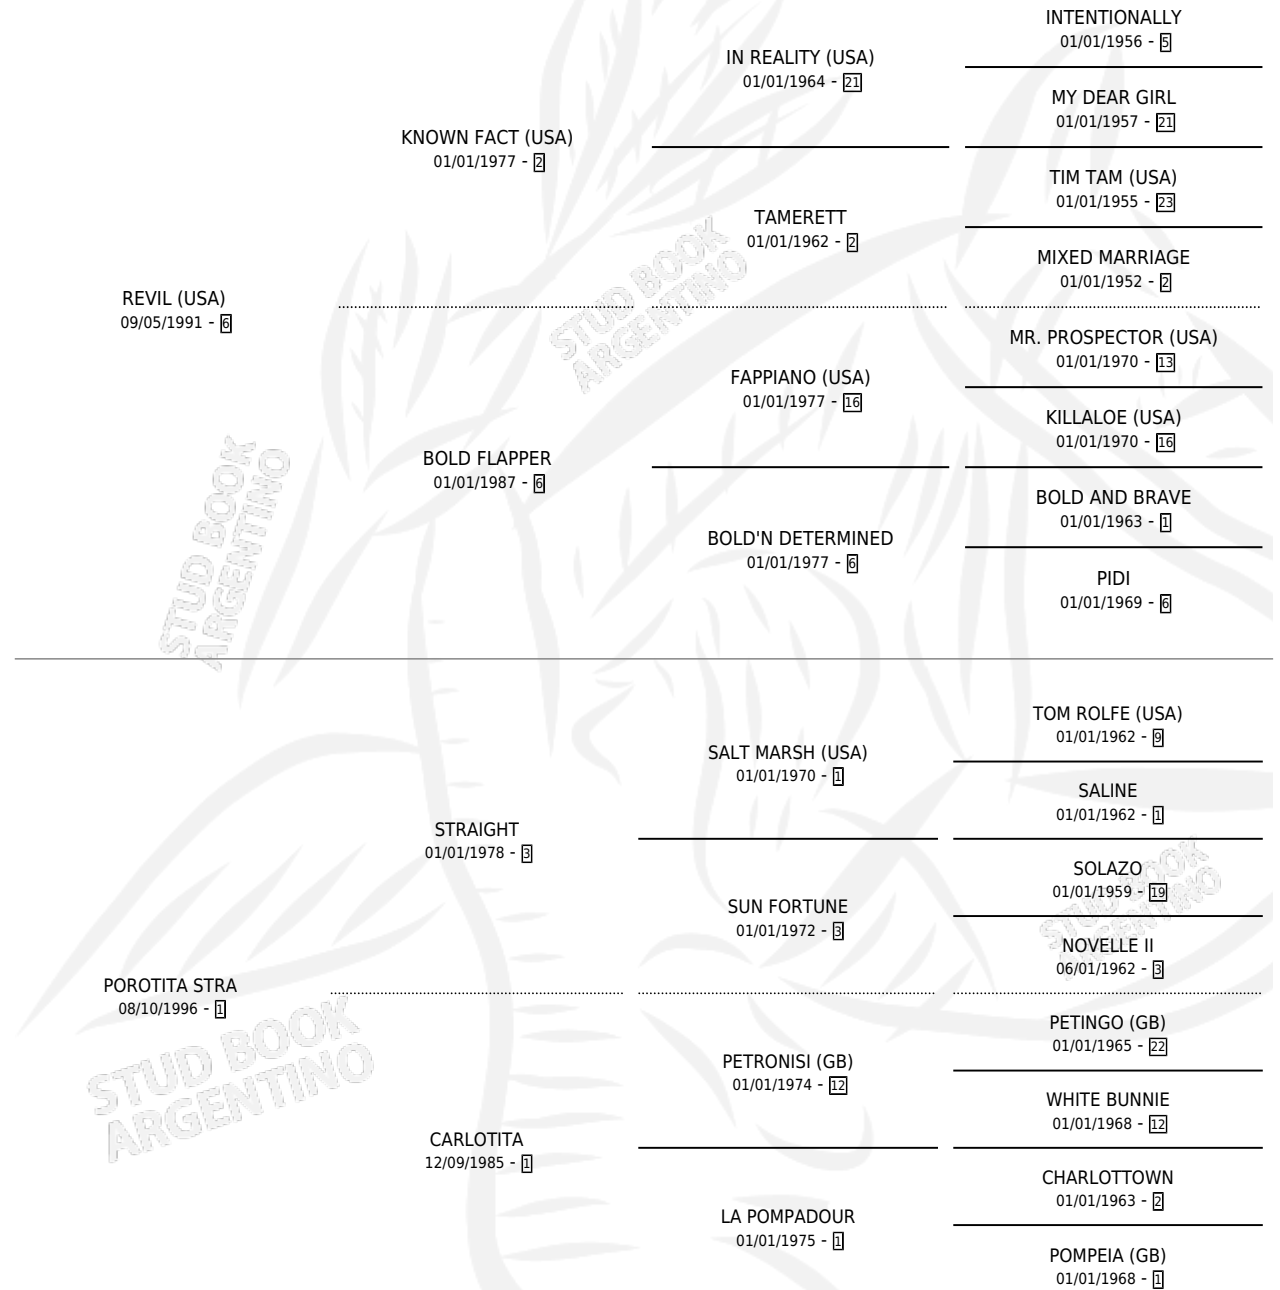 INTENTIONALLY
01/01/1956 - 5
IN REALITY (USA)
01/01/1964 - 21
MY DEAR GIRL
01/01/1957 - 21
KNOWN FACT (USA)
01/01/1977 - 2
TIM TAM (USA)
01/01/1955 - 23
TAMERETT
01/01/1962 - 2
MIXED MARRIAGE
01/01/1952 - 2
REVIL (USA)
09/05/1991 - 6
MR. PROSPECTOR (USA)
01/01/1970 - 13
FAPPIANO (USA)
01/01/1977 - 16
KILLALOE (USA)
01/01/1970 - 16
BOLD FLAPPER
01/01/1987 - 6
BOLD AND BRAVE
01/01/1963 - 1
BOLD'N DETERMINED
01/01/1977 - 6
PIDI
01/01/1969 - 6
TOM ROLFE (USA)
01/01/1962 - 9
SALT MARSH (USA)
01/01/1970 - 1
SALINE
01/01/1962 - 1
STRAIGHT
01/01/1978 - 3
SOLAZO
01/01/1959 - 19
SUN FORTUNE
01/01/1972 - 3
NOVELLE II
06/01/1962 - 3
POROTITA STRA
08/10/1996 - 1
PETINGO (GB)
01/01/1965 - 22
PETRONISI (GB)
01/01/1974 - 12
WHITE BUNNIE
01/01/1968 - 12
CARLOTITA
12/09/1985 - 1
CHARLOTTOWN
01/01/1963 - 2
LA POMPADOUR
01/01/1975 - 1
POMPEIA (GB)
01/01/1968 - 1
STUD BOOK
ARGENTINO
STUD BOOK
ARGENTINO
STUD BOOK
ARGENTINO
STUD BOOK
ARGENTINO